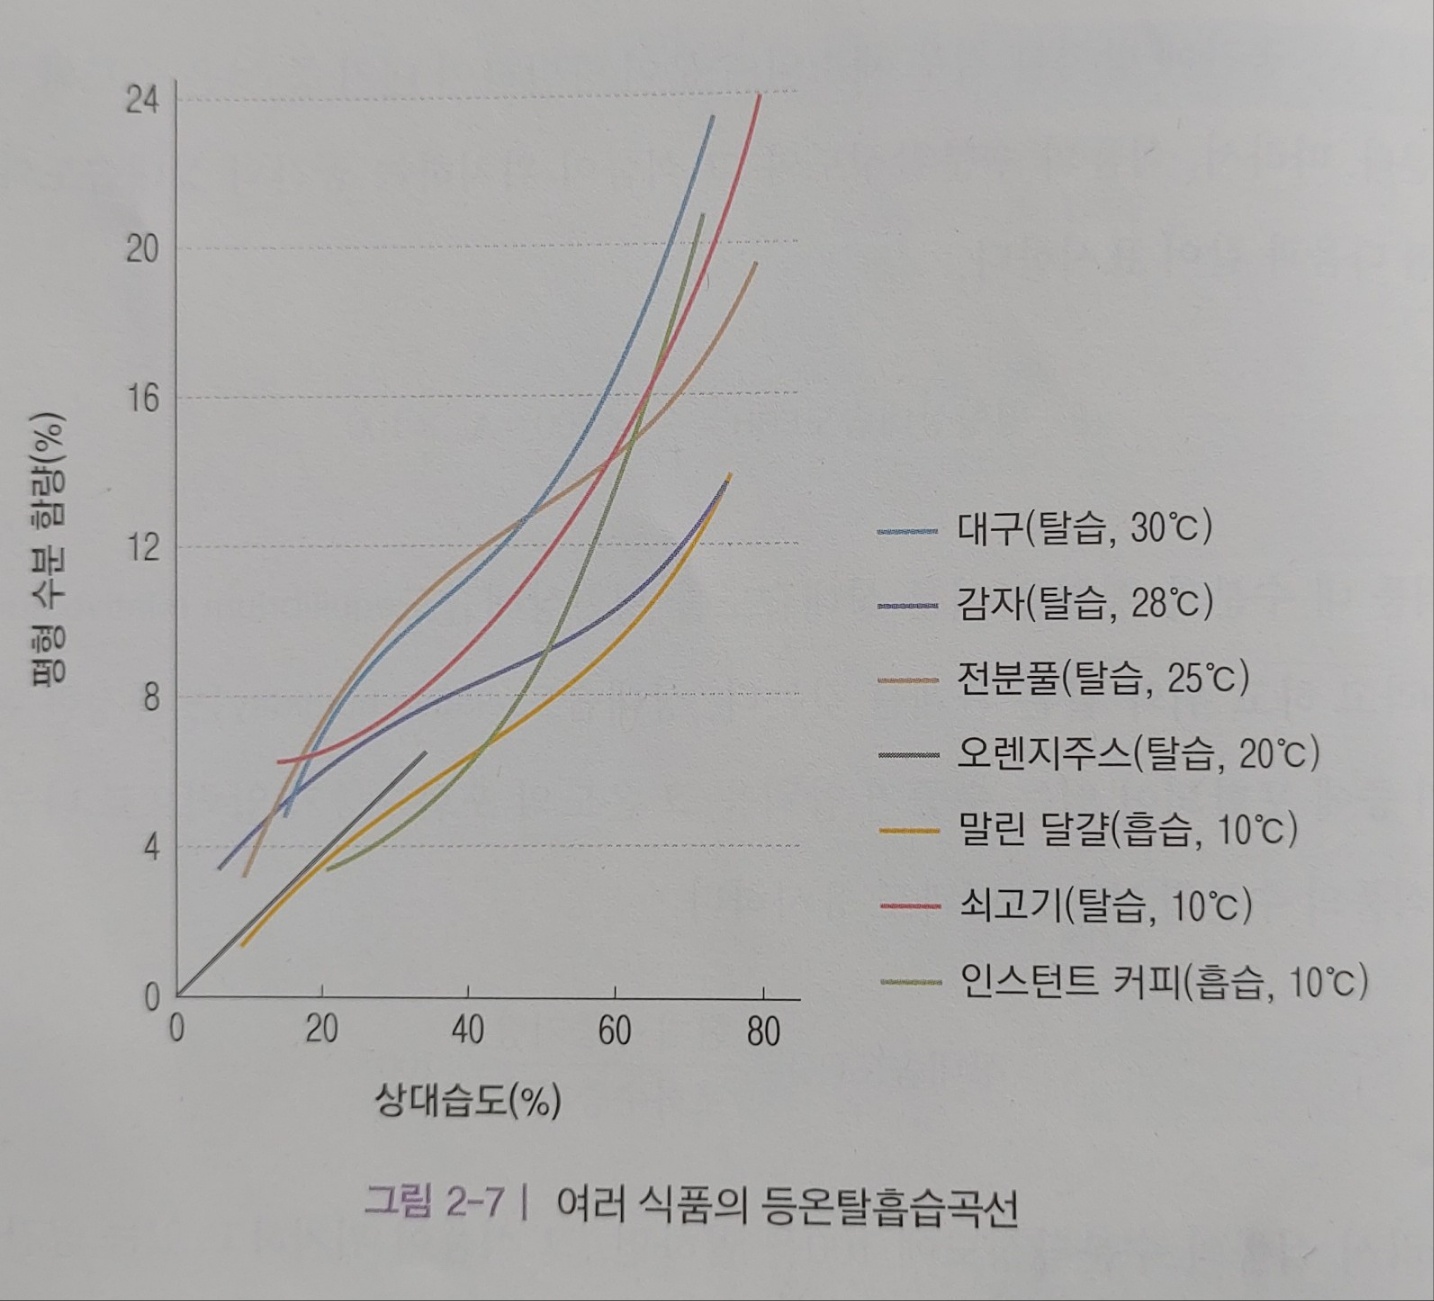 24
20
16
12
8
4
0
평형 수분 함량(%)
0 20 40 60 80
상대습도(%)
대구(탈습, 30℃)
감자(탈습, 28℃)
전분풀(탈습, 25℃)
오렌지주스(탈습, 20℃)
말린 달걀(흡습, 10℃)
쇠고기(탈습, 10℃)
인스턴트 커피(흡습, 10℃)
그림 2-7 | 여러 식품의 등온탈흡습곡선